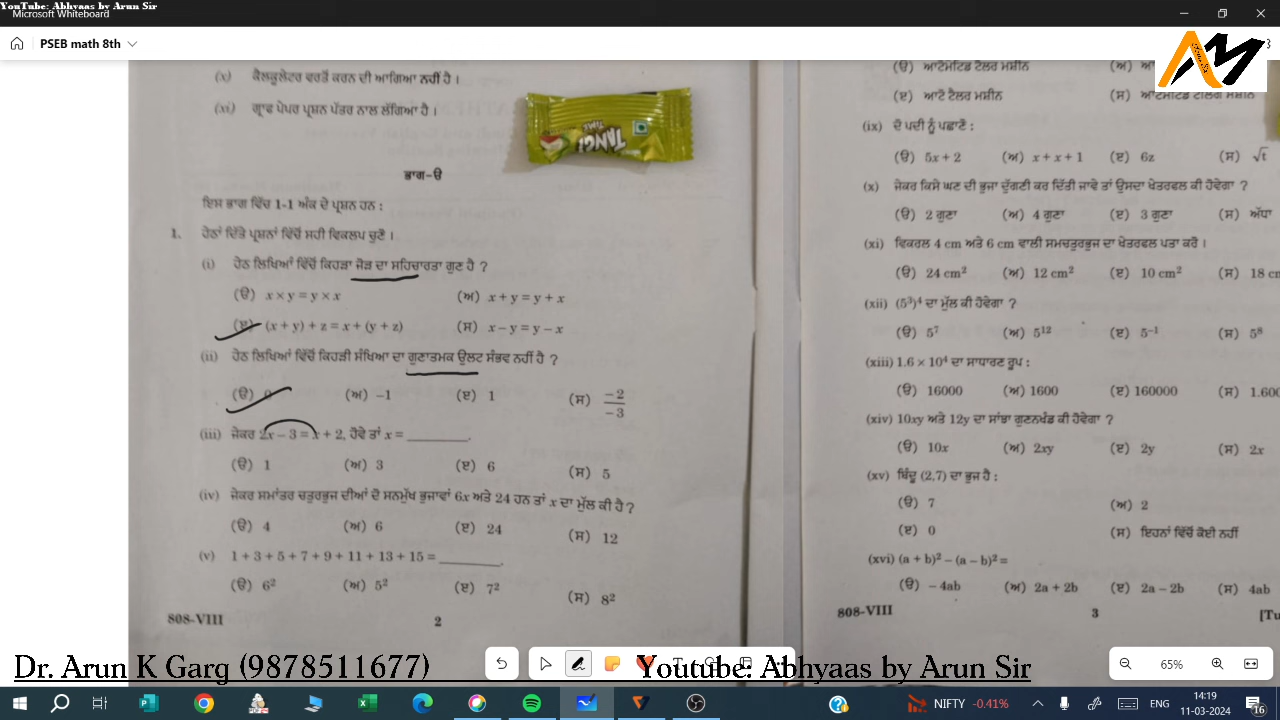 YouTube: Abhyaas by Arun Sir
Microsoft Whiteboard
PSEB math 8th
(x) ਕੈਲਕੂਲੇਟਰ ਵਰਤੋਂ ਕਰਨ ਦੀ ਆਗਿਆ ਨਹੀਂ ਹੈ ।
(xi) ਗ੍ਰਾਫ ਪੇਪਰ ਪ੍ਰਸ਼ਨ ਪੱਤਰ ਨਾਲ ਲੱਗਿਆ ਹੈ ।
TANGY
ਭਾਗ-ੳ
ਇਸ ਭਾਗ ਵਿੱਚ 1-1 ਅੰਕ ਦੇ ਪ੍ਰਸ਼ਨ ਹਨ :
1. ਹੇਠਾਂ ਦਿੱਤੇ ਪ੍ਰਸ਼ਨਾਂ ਵਿੱਚੋਂ ਸਹੀ ਵਿਕਲਪ ਚੁਣੋ ।
(i) ਹੇਠ ਲਿਖਿਆਂ ਵਿੱਚੋਂ ਕਿਹੜਾ ਜੋੜ ਦਾ ਸਹਿਚਾਰਤਾ ਗੁਣ ਹੈ ?
(ੳ) x × y = y × x (ਅ) x + y = y + x
(ੲ) (x + y) + z = x + (y + z) (ਸ) x – y = y – x
(ii) ਹੇਠ ਲਿਖਿਆਂ ਵਿੱਚੋਂ ਕਿਹੜੀ ਸੰਖਿਆ ਦਾ ਗੁਣਾਤਮਕ ਉਲਟ ਸੰਭਵ ਨਹੀਂ ਹੈ ?
(ੳ) 0 (ਅ) –1 (ੲ) 1 (ਸ) –2/–3
(iii) ਜੇਕਰ 2x – 3 = x + 2, ਹੋਵੇ ਤਾਂ x = ________.
(ੳ) 1 (ਅ) 3 (ੲ) 6 (ਸ) 5
(iv) ਜੇਕਰ ਸਮਾਂਤਰ ਚਤੁਰਭੁਜ ਦੀਆਂ ਦੋ ਸਨਮੁੱਖ ਭੁਜਾਵਾਂ 6x ਅਤੇ 24 ਹਨ ਤਾਂ x ਦਾ ਮੁੱਲ ਕੀ ਹੈ ?
(ੳ) 4 (ਅ) 6 (ੲ) 24 (ਸ) 12
(v) 1 + 3 + 5 + 7 + 9 + 11 + 13 + 15 = ________.
(ੳ) 6² (ਅ) 5² (ੲ) 7² (ਸ) 8²
808-VIII 2
(ੳ) ਆਟੋਮੇਟਿਡ ਟੈਲਰ ਮਸ਼ੀਨ (ਅ)
(ੲ) ਆਟੋ ਟੈਲਰ ਮਸ਼ੀਨ (ਸ) ਆਟੋਮੇਟਿਡ ਟੋਲਿੰਗ ਮਸ਼ੀਨ
(ix) ਦੋ ਪਦੀ ਨੂੰ ਪਛਾਣੋ :
(ੳ) 5x + 2 (ਅ) x + x + 1 (ੲ) 6z (ਸ) √t
(x) ਜੇਕਰ ਕਿਸੇ ਘਣ ਦੀ ਭੁਜਾ ਦੁੱਗਣੀ ਕਰ ਦਿੱਤੀ ਜਾਵੇ ਤਾਂ ਉਸਦਾ ਖੇਤਰਫਲ ਕੀ ਹੋਵੇਗਾ ?
(ੳ) 2 ਗੁਣਾ (ਅ) 4 ਗੁਣਾ (ੲ) 3 ਗੁਣਾ (ਸ) ਅੱਧਾ
(xi) ਵਿਕਰਣ 4 cm ਅਤੇ 6 cm ਵਾਲੀ ਸਮਚਤੁਰਭੁਜ ਦਾ ਖੇਤਰਫਲ ਪਤਾ ਕਰੋ ।
(ੳ) 24 cm² (ਅ) 12 cm² (ੲ) 10 cm² (ਸ) 18 cm
(xii) (5³)⁴ ਦਾ ਮੁੱਲ ਕੀ ਹੋਵੇਗਾ ?
(ੳ) 5⁷ (ਅ) 5¹² (ੲ) 5⁻¹ (ਸ) 5⁸
(xiii) 1.6 × 10⁴ ਦਾ ਸਾਧਾਰਣ ਰੂਪ :
(ੳ) 16000 (ਅ) 1600 (ੲ) 160000 (ਸ) 1.600
(xiv) 10xy ਅਤੇ 12y ਦਾ ਸਾਂਝਾ ਗੁਣਨਖੰਡ ਕੀ ਹੋਵੇਗਾ ?
(ੳ) 10x (ਅ) 2xy (ੲ) 2y (ਸ) 2x
(xv) ਬਿੰਦੂ (2,7) ਦਾ ਭੁਜ ਹੈ :
(ੳ) 7 (ਅ) 2
(ੲ) 0 (ਸ) ਇਹਨਾਂ ਵਿੱਚੋਂ ਕੋਈ ਨਹੀਂ
(xvi) (a + b)² – (a – b)² =
(ੳ) – 4ab (ਅ) 2a + 2b (ੲ) 2a – 2b (ਸ) 4ab
808-VIII 3 [Tu
Dr. Arun K Garg (9878511677) Youtube: Abhyaas by Arun Sir
65%
NIFTY -0.41%
ENG
14:19
11-03-2024
16